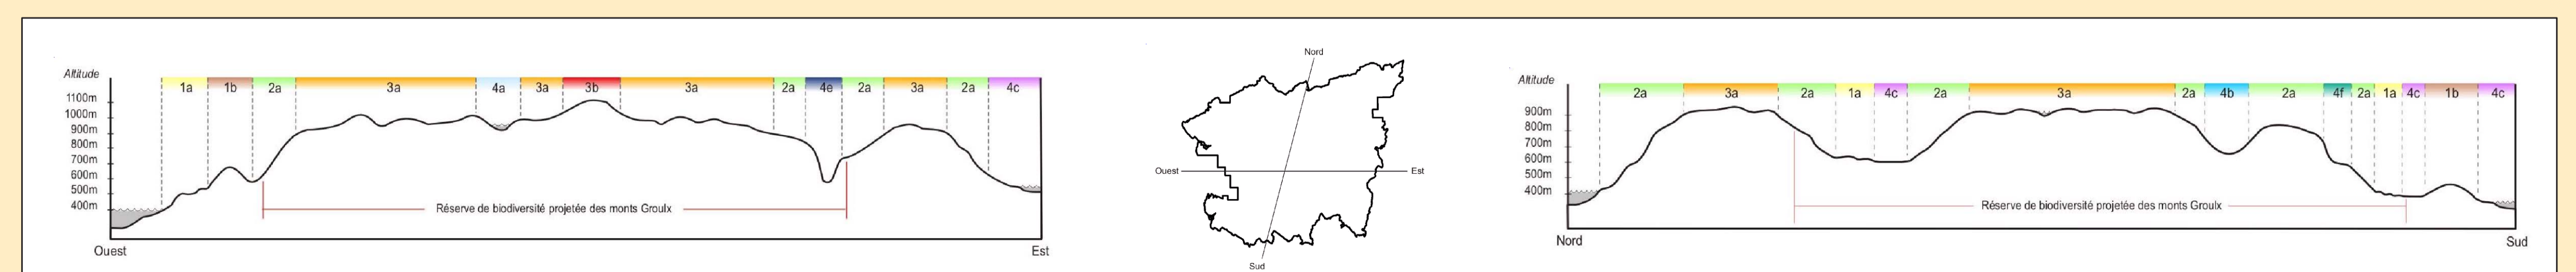 Altitude
1a 1b 2a 3a 4a 3a 3b 3a 2a 4e 2a 3a 2a 4c
1100m
1000m
900m
800m
700m
600m
500m
400m
Réserve de biodiversité projetée des monts Groulx
Ouest Est
Nord
Ouest Est
Sud
Altitude
2a 3a 2a 1a 4c 2a 3a 2a 4b 2a 4f 2a 1a 4c 1b 4c
900m
800m
700m
600m
500m
400m
Réserve de biodiversité projetée des monts Groulx
Nord Sud